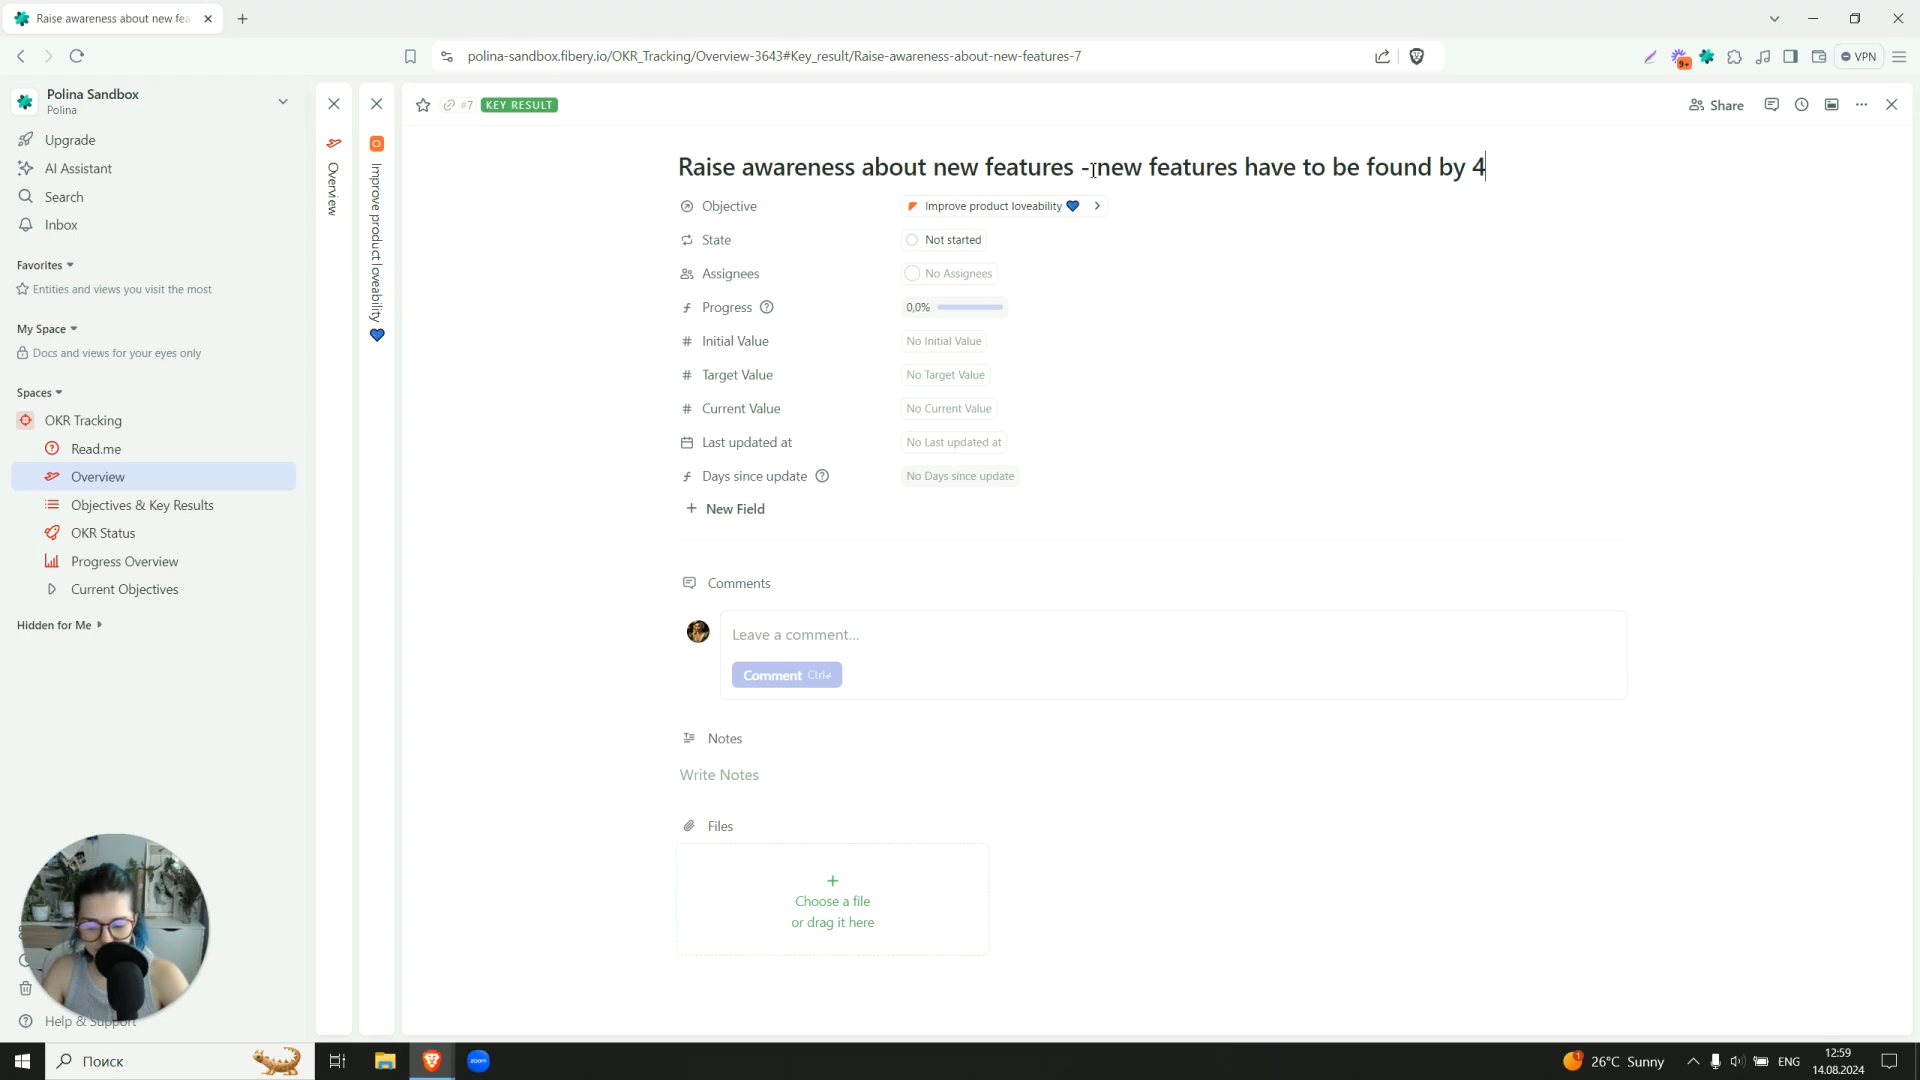 Raise awareness about new fea
polina-sandbox.fibery.io/OKR_Tracking/Overview-3643#Key_result/Raise-awareness-about-new-features-7
9+
VPN
Polina Sandbox
Polina
Upgrade
AI Assistant
Search
Inbox
Favorites
Entities and views you visit the most
My Space
Docs and views for your eyes only
Spaces
OKR Tracking
Read.me
Overview
Objectives & Key Results
OKR Status
Progress Overview
Current Objectives
Hidden for Me
Help & Support
Overview
Improve product loveability 💙
#7
KEY RESULT
Share
Raise awareness about new features - new features have to be found by 4
Objective
Improve product loveability 💙
State
Not started
Assignees
No Assignees
Progress
0,0%
Initial Value
No Initial Value
Target Value
No Target Value
Current Value
No Current Value
Last updated at
No Last updated at
Days since update
No Days since update
New Field
Comments
Leave a comment...
Comment Ctrl↵
Notes
Write Notes
Files
Choose a file
or drag it here
Поиск
zoom
1
26°C Sunny
ENG
12:59
14.08.2024